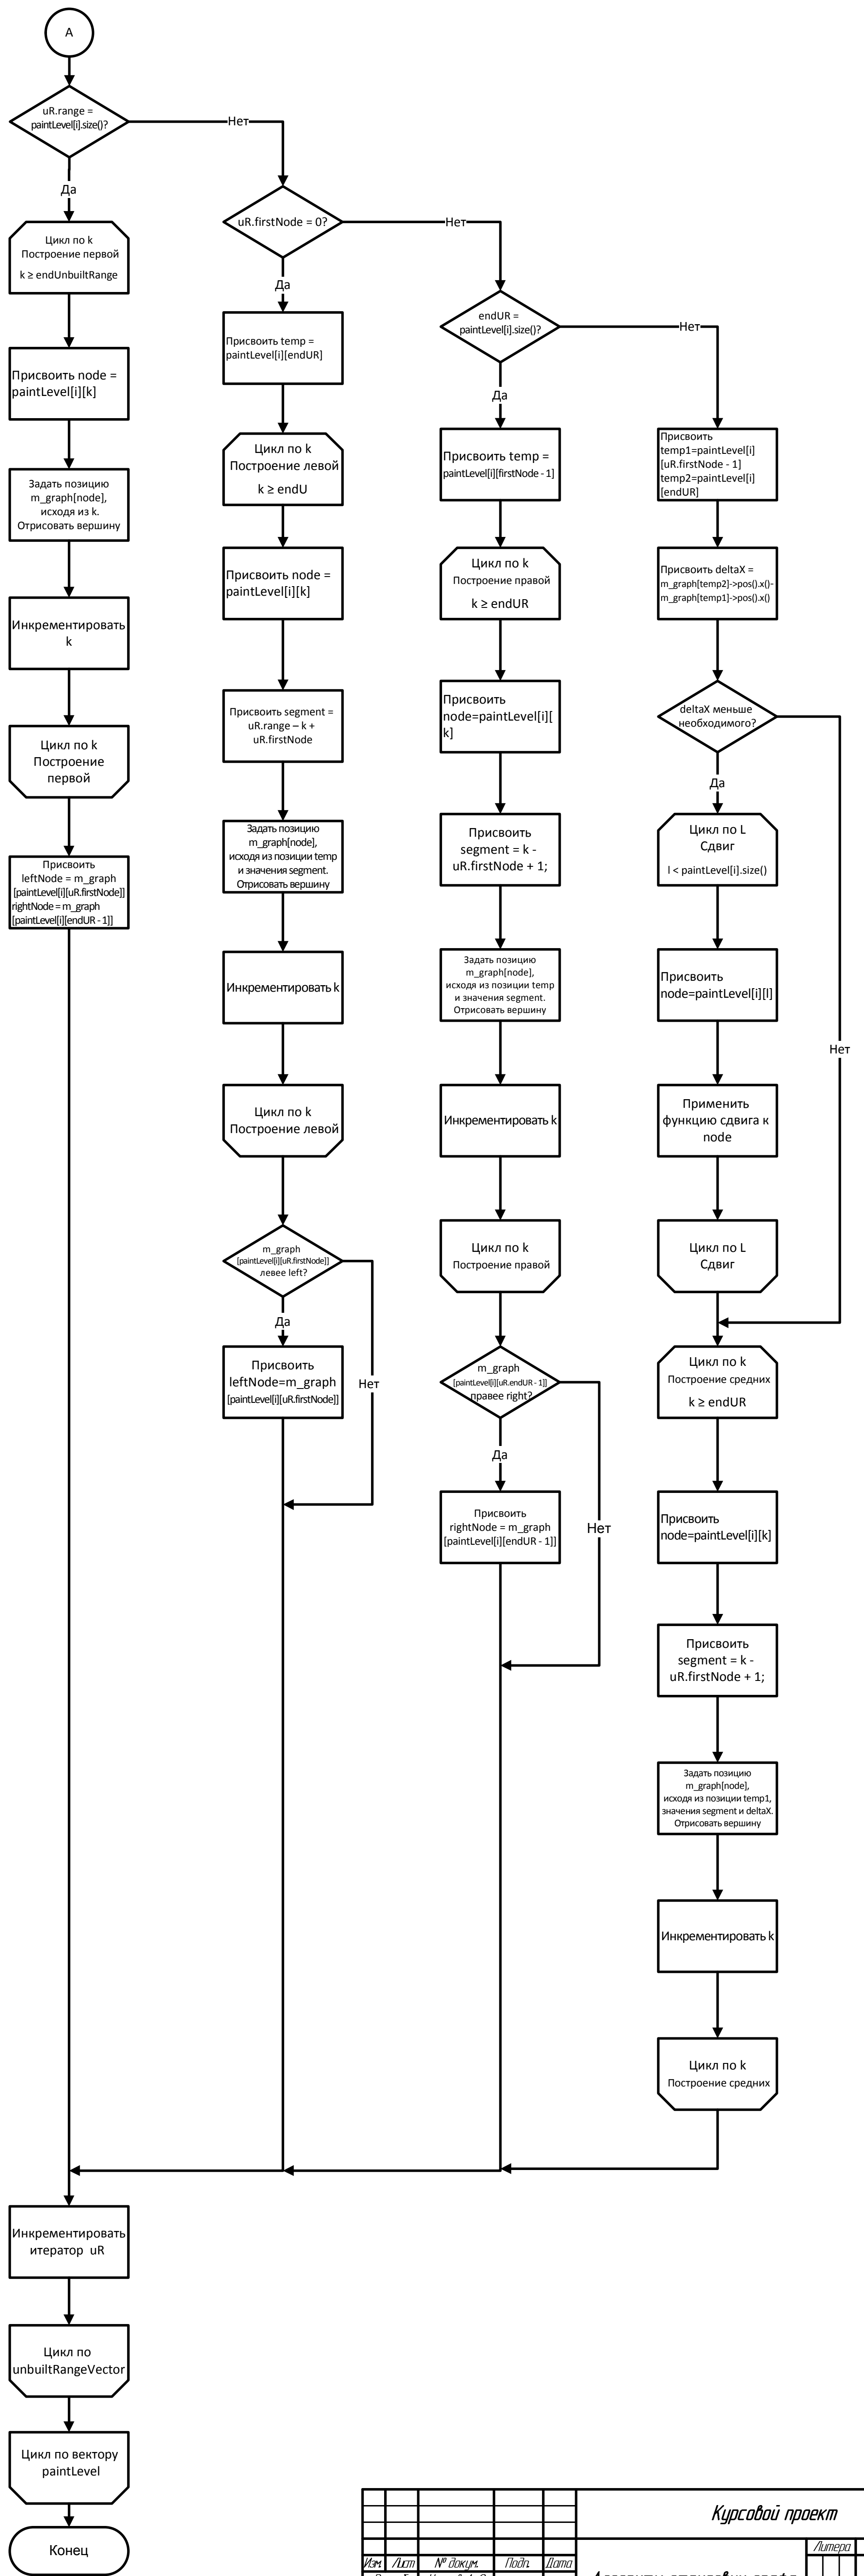 A
uR.range =
paintLevel[i].size()?
Нет
Да
Цикл по k
Построение первой
k ≥ endUnbuiltRange
Присвоить node =
paintLevel[i][k]
Задать позицию
m_graph[node],
исходя из k.
Отрисовать вершину
Инкрементировать
k
Цикл по k
Построение
первой
Присвоить
leftNode = m_graph
[paintLevel[i][uR.firstNode]]
rightNode = m_graph
[paintLevel[i][endUR - 1]]
uR.firstNode = 0?
Нет
Да
Присвоить temp =
paintLevel[i][endUR]
Цикл по k
Построение левой
k ≥ endU
Присвоить node =
paintLevel[i][k]
Присвоить segment =
uR.range – k +
uR.firstNode
Задать позицию
m_graph[node],
исходя из позиции temp
и значения segment.
Отрисовать вершину
Инкрементировать k
Цикл по k
Построение левой
m_graph
[paintLevel[i][uR.firstNode]]
левее left?
Да
Нет
Присвоить
leftNode=m_graph
[paintLevel[i][uR.firstNode]]
endUR =
paintLevel[i].size()?
Нет
Да
Присвоить temp =
paintLevel[i][firstNode - 1]
Цикл по k
Построение правой
k ≥ endUR
Присвоить
node=paintLevel[i][
k]
Присвоить
segment = k -
uR.firstNode + 1;
Задать позицию
m_graph[node],
исходя из позиции temp
и значения segment.
Отрисовать вершину
Инкрементировать k
Цикл по k
Построение правой
m_graph
[paintLevel[i][uR.endUR - 1]]
правее right?
Да
Нет
Присвоить
rightNode = m_graph
[paintLevel[i][endUR - 1]]
Присвоить
temp1=paintLevel[i]
[uR.firstNode - 1]
temp2=paintLevel[i]
[endUR]
Присвоить deltaX =
m_graph[temp2]->pos().x()-
m_graph[temp1]->pos().x()
deltaX меньше
необходимого?
Да
Нет
Цикл по L
Сдвиг
l < paintLevel[i].size()
Присвоить
node=paintLevel[i][l]
Применить
функцию сдвига к
node
Цикл по L
Сдвиг
Цикл по k
Построение средних
k ≥ endUR
Присвоить
node=paintLevel[i][k]
Присвоить
segment = k -
uR.firstNode + 1;
Задать позицию
m_graph[node],
исходя из позиции temp1,
значения segment и deltaX.
Отрисовать вершину
Инкрементировать k
Цикл по k
Построение средних
Инкрементировать
итератор uR
Цикл по
unbuiltRangeVector
Цикл по вектору
paintLevel
Конец
Курсовой проект
Литера
Изм. Лист № докум. Подп. Дата